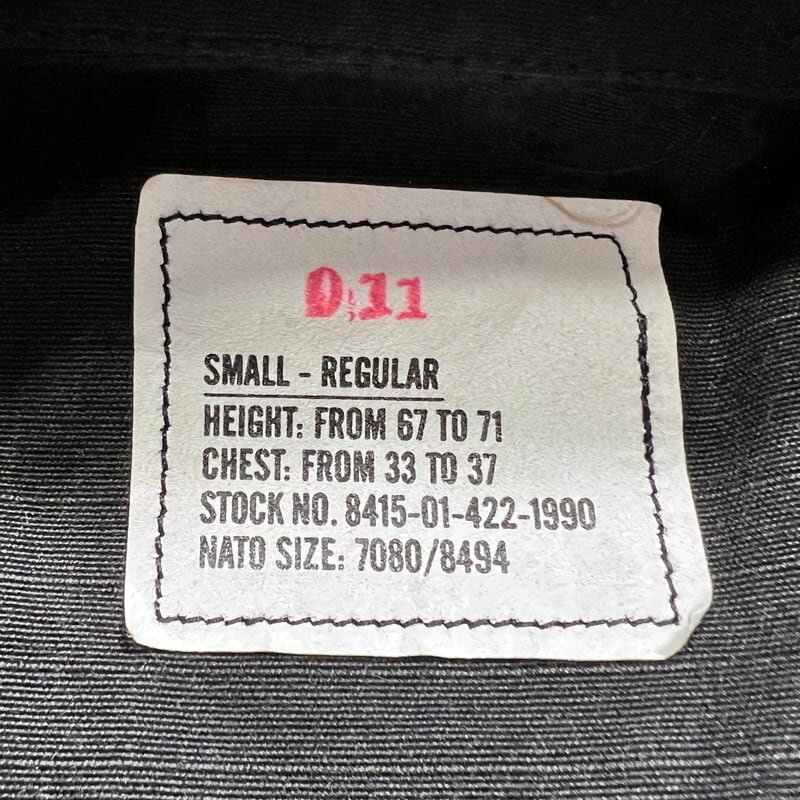 0:11
SMALL - REGULAR
HEIGHT: FROM 67 TO 71
CHEST: FROM 33 TO 37
STOCK NO. 8415-01-422-1990
NATO SIZE: 7080/8494